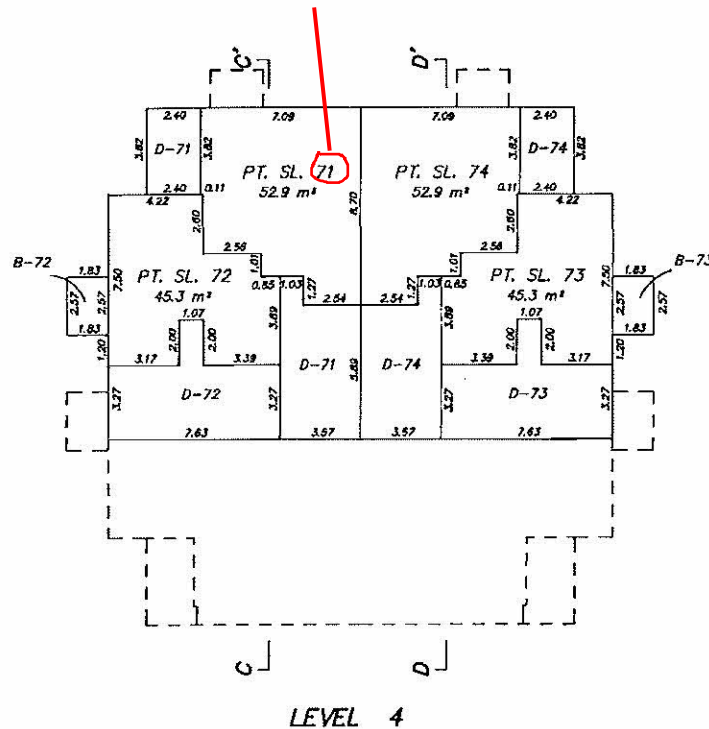 C' D'
2.40 7.09 7.09 2.40
3.82 D-71 3.82 3.82 D-74 3.82
PT. SL. 71 PT. SL. 74
52.9 m² 52.9 m²
2.40 0.11 8.70 0.11 2.40
4.22 4.22
2.60 2.60
2.58 2.58
1.01 1.01
B-72 1.83 0.85 1.03 1.27 1.27 1.03 0.85 1.83 B-73
7.50 PT. SL. 72 PT. SL. 73 7.50
45.3 m² 45.3 m²
2.57 2.57 2.57 2.57
2.54 2.54
1.07 3.89 3.89 1.07
1.83 2.00 2.00 2.00 2.00 1.83
1.20 1.20
3.17 3.39 D-71 5.89 D-74 3.39 3.17
3.27 D-72 3.27 3.27 D-73 3.27
7.63 3.57 3.57 7.63
C D
LEVEL 4